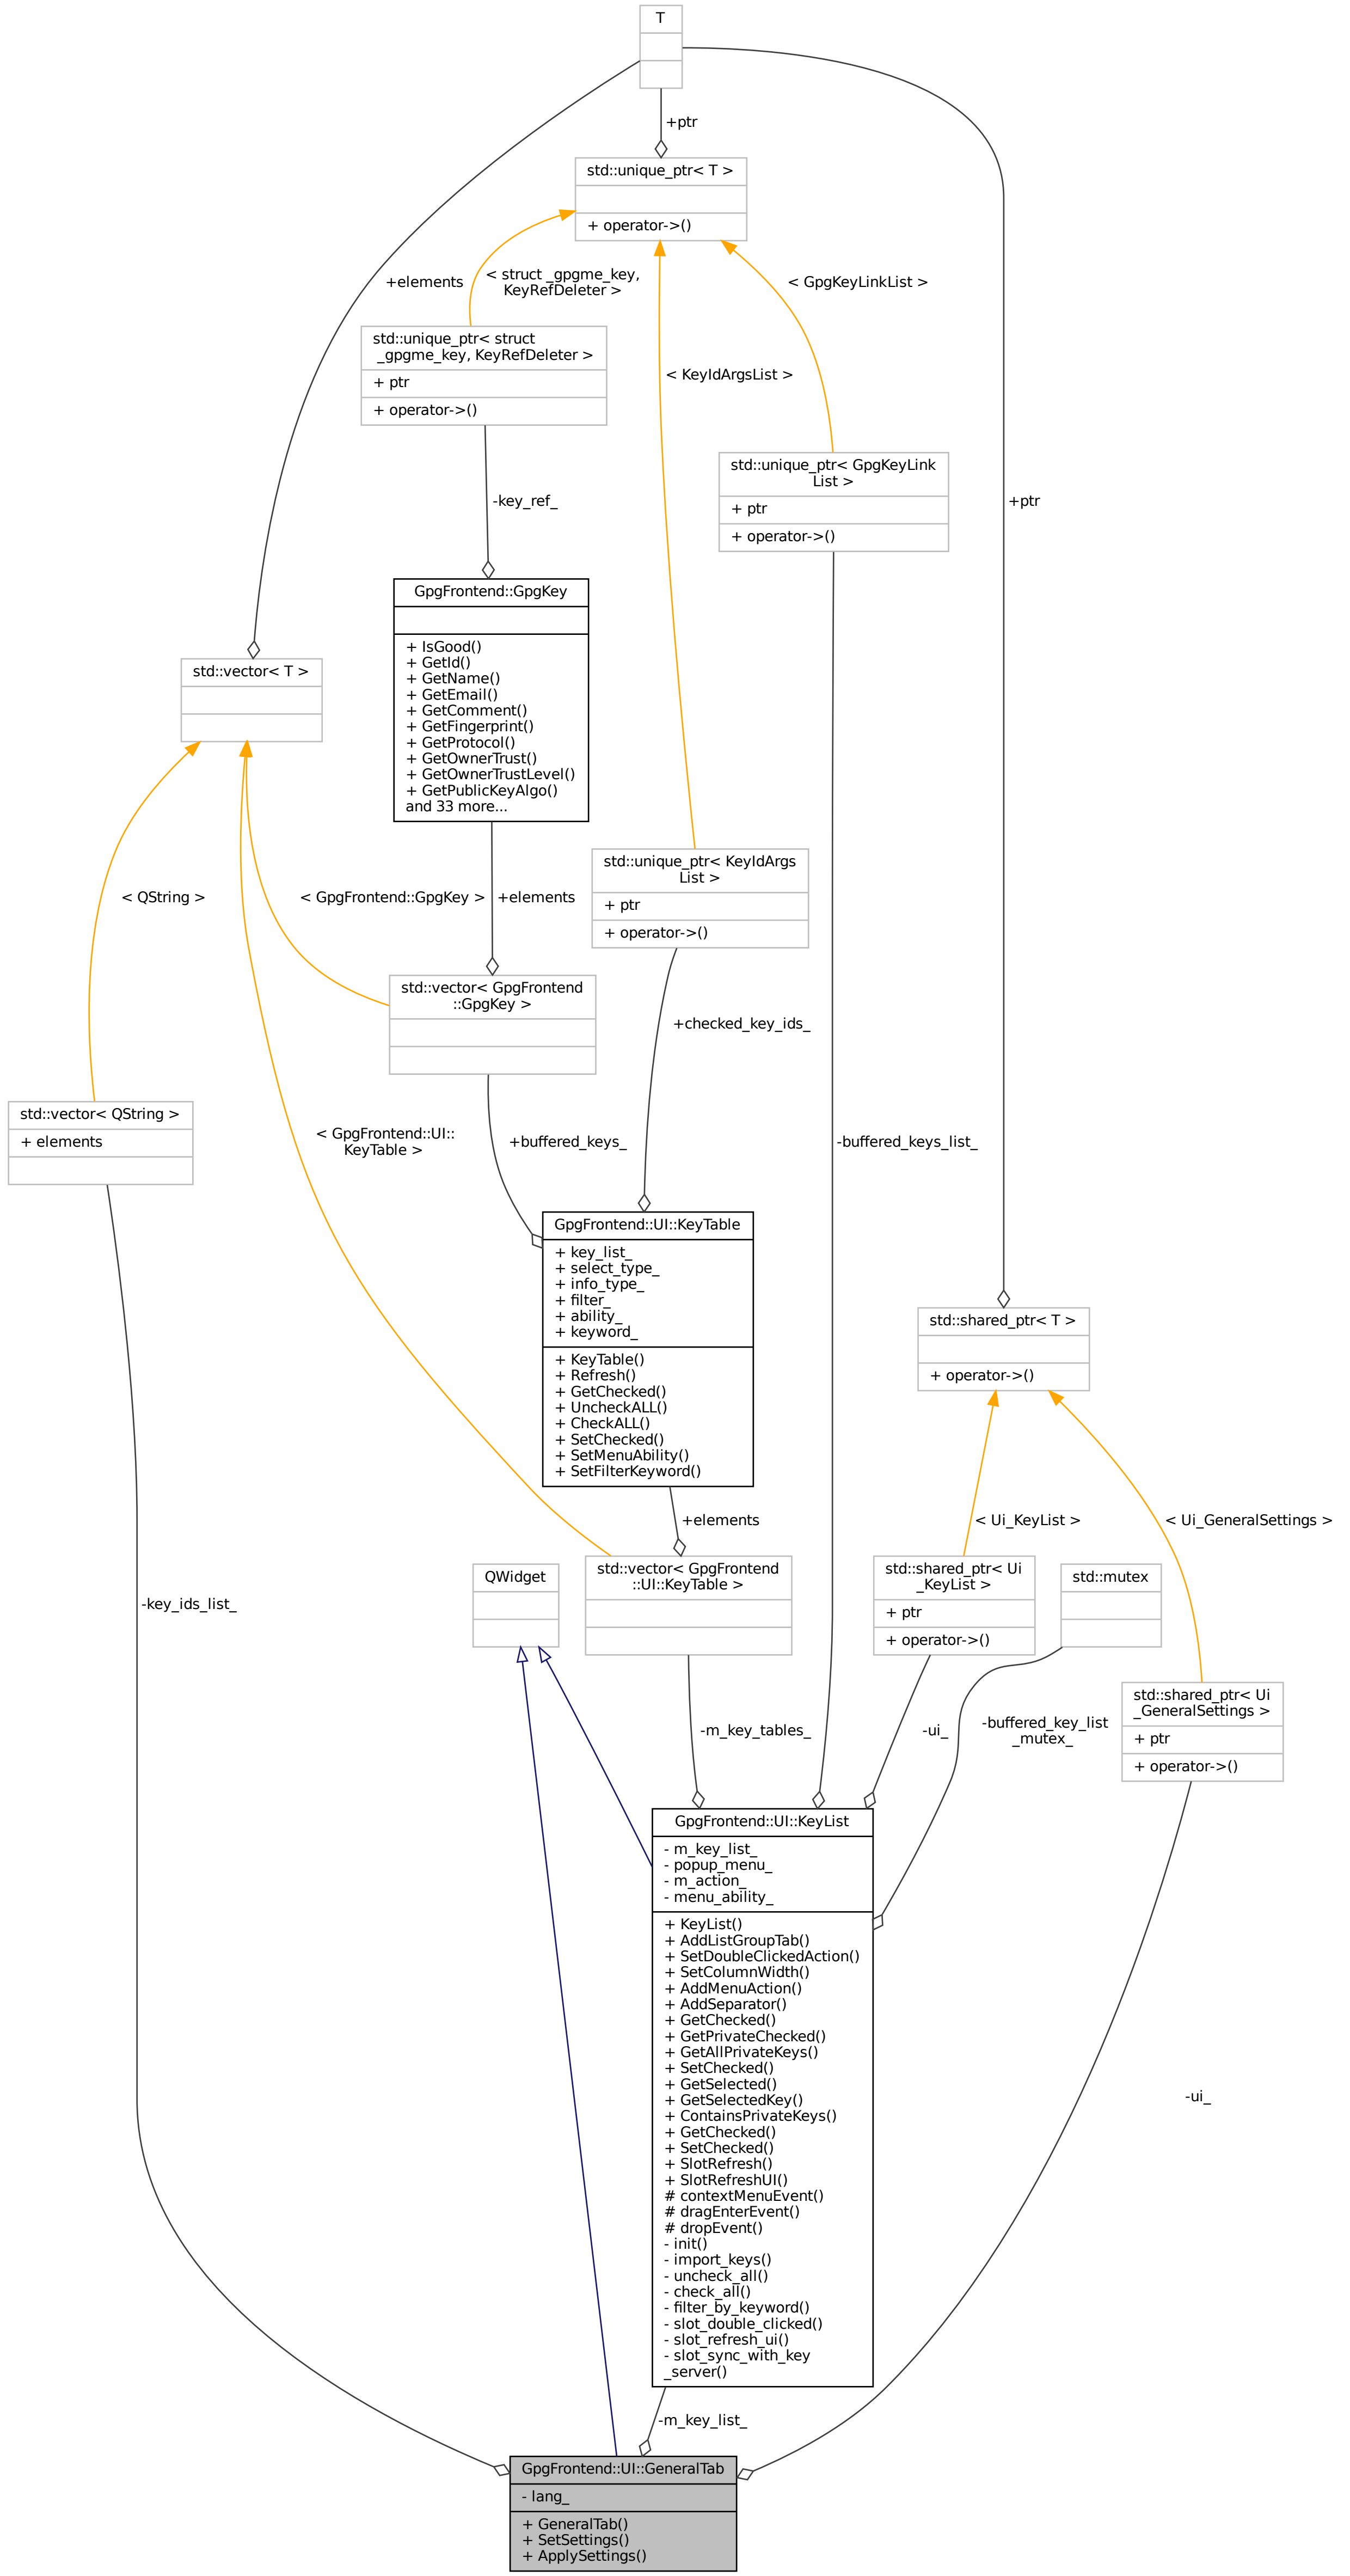 T
+ptr
std::unique_ptr< T >
+ operator->()
+elements
< struct _gpgme_key,
KeyRefDeleter >
< GpgKeyLinkList >
std::unique_ptr< struct
_gpgme_key, KeyRefDeleter >
+ ptr
+ operator->()
< KeyIdArgsList >
std::unique_ptr< GpgKeyLink
List >
+ ptr
+ operator->()
-key_ref_
+ptr
GpgFrontend::GpgKey
+ IsGood()
+ GetId()
+ GetName()
+ GetEmail()
+ GetComment()
+ GetFingerprint()
+ GetProtocol()
+ GetOwnerTrust()
+ GetOwnerTrustLevel()
+ GetPublicKeyAlgo()
and 33 more...
std::vector< T >
std::unique_ptr< KeyIdArgs
List >
+ ptr
+ operator->()
< QString >
< GpgFrontend::GpgKey >
+elements
std::vector< GpgFrontend
::GpgKey >
+checked_key_ids_
std::vector< QString >
+ elements
< GpgFrontend::UI::
KeyTable >
+buffered_keys_
-buffered_keys_list_
GpgFrontend::UI::KeyTable
+ key_list_
+ select_type_
+ info_type_
+ filter_
+ ability_
+ keyword_
+ KeyTable()
+ Refresh()
+ GetChecked()
+ UncheckALL()
+ CheckALL()
+ SetChecked()
+ SetMenuAbility()
+ SetFilterKeyword()
std::shared_ptr< T >
+ operator->()
+elements
< Ui_KeyList >
< Ui_GeneralSettings >
-key_ids_list_
QWidget
std::vector< GpgFrontend
::UI::KeyTable >
std::shared_ptr< Ui
_KeyList >
+ ptr
+ operator->()
std::mutex
std::shared_ptr< Ui
_GeneralSettings >
+ ptr
+ operator->()
-m_key_tables_
-ui_
-buffered_key_list
_mutex_
GpgFrontend::UI::KeyList
- m_key_list_
- popup_menu_
- m_action_
- menu_ability_
+ KeyList()
+ AddListGroupTab()
+ SetDoubleClickedAction()
+ SetColumnWidth()
+ AddMenuAction()
+ AddSeparator()
+ GetChecked()
+ GetPrivateChecked()
+ GetAllPrivateKeys()
+ SetChecked()
+ GetSelected()
+ GetSelectedKey()
+ ContainsPrivateKeys()
+ GetChecked()
+ SetChecked()
+ SlotRefresh()
+ SlotRefreshUI()
# contextMenuEvent()
# dragEnterEvent()
# dropEvent()
- init()
- import_keys()
- uncheck_all()
- check_all()
- filter_by_keyword()
- slot_double_clicked()
- slot_refresh_ui()
- slot_sync_with_key
_server()
-ui_
-m_key_list_
GpgFrontend::UI::GeneralTab
- lang_
+ GeneralTab()
+ SetSettings()
+ ApplySettings()